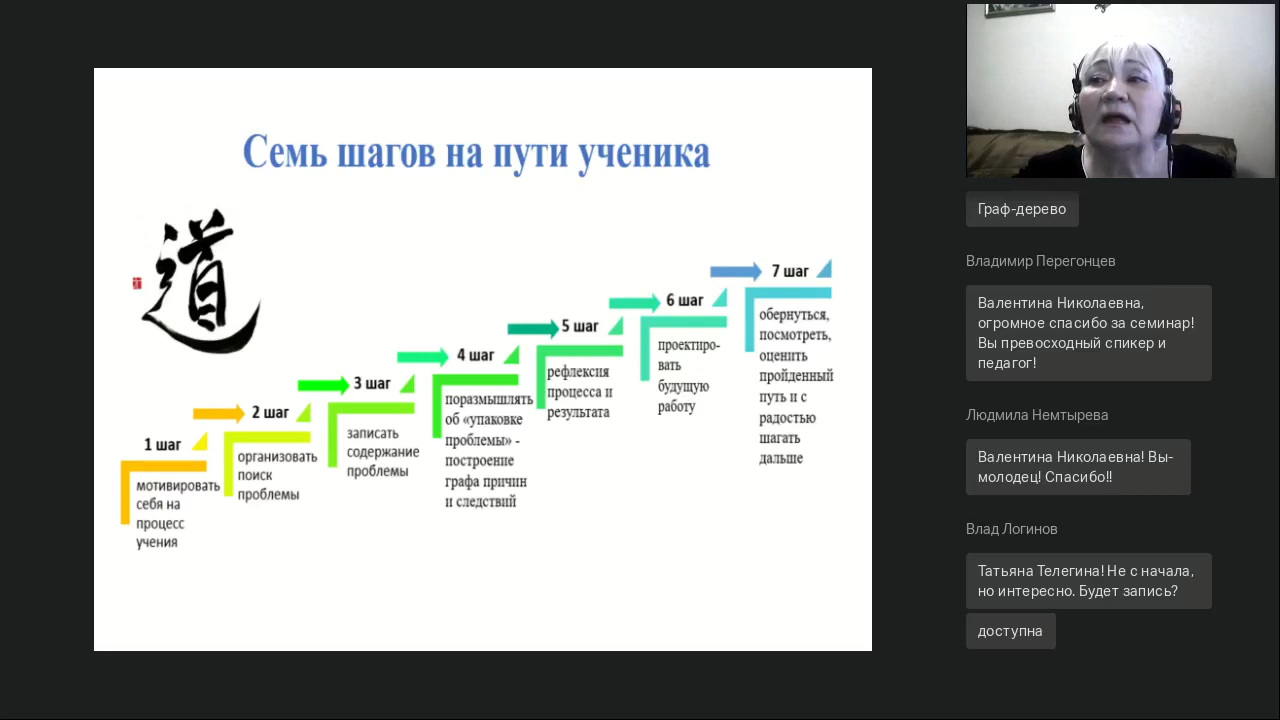 Семь шагов на пути ученика
道
1 шаг
мотивировать
себя на
процесс
учения
2 шаг
организовать
поиск
проблемы
3 шаг
записать
содержание
проблемы
4 шаг
поразмышлять
об «упаковке
проблемы» -
построение
графа причин
и следствий
5 шаг
рефлексия
процесса и
результата
6 шаг
проектиро-
вать
будущую
работу
7 шаг
обернуться,
посмотреть,
оценить
пройденный
путь и с
радостью
шагать
дальше
Граф-дерево
Владимир Перегонцев
Валентина Николаевна,
огромное спасибо за семинар!
Вы превосходный спикер и
педагог!
Людмила Немтырева
Валентина Николаевна! Вы-
молодец! Спасибо!!
Влад Логинов
Татьяна Телегина! Не с начала,
но интересно. Будет запись?
доступна